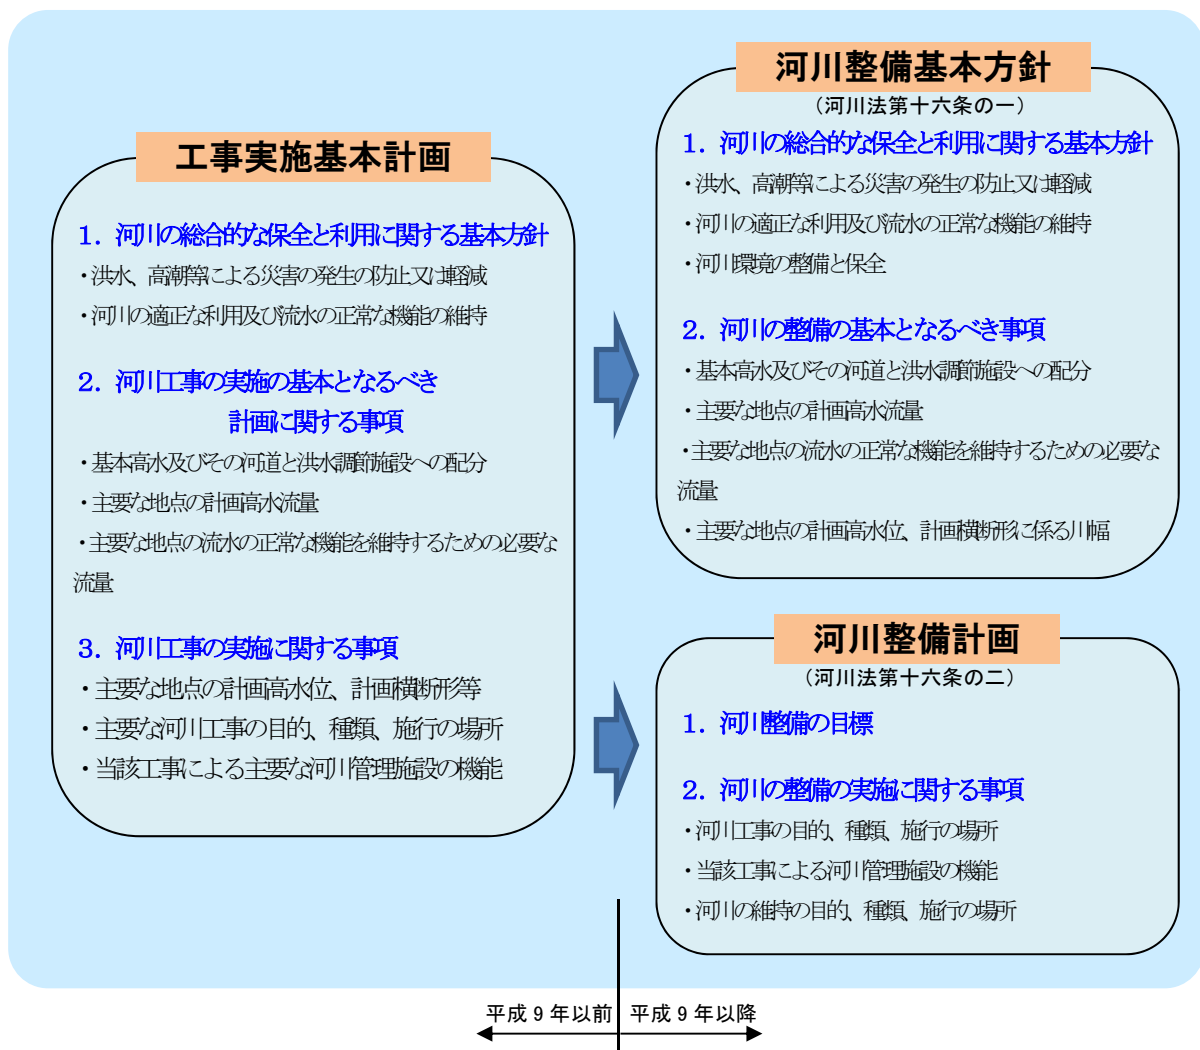 工事実施基本計画
1. 河川の総合的な保全と利用に関する基本方針
・洪水、高潮等による災害の発生の防止又は軽減
・河川の適正な利用及び流水の正常な機能の維持
2. 河川工事の実施の基本となるべき
計画に関する事項
・基本高水及びその河道と洪水調節施設への配分
・主要な地点の計画高水流量
・主要な地点の流水の正常な機能を維持するための必要な
流量
3. 河川工事の実施に関する事項
・主要な地点の計画高水位、計画横断形等
・主要な河川工事の目的、種類、施行の場所
・当該工事による主要な河川管理施設の機能
河川整備基本方針
（河川法第十六条の一）
1. 河川の総合的な保全と利用に関する基本方針
・洪水、高潮等による災害の発生の防止又は軽減
・河川の適正な利用及び流水の正常な機能の維持
・河川環境の整備と保全
2. 河川の整備の基本となるべき事項
・基本高水及びその河道と洪水調節施設への配分
・主要な地点の計画高水流量
・主要な地点の流水の正常な機能を維持するための必要な
流量
・主要な地点の計画高水位、計画横断形に係る川幅
河川整備計画
（河川法第十六条の二）
1. 河川整備の目標
2. 河川の整備の実施に関する事項
・河川工事の目的、種類、施行の場所
・当該工事による河川管理施設の機能
・河川の維持の目的、種類、施行の場所
平成9年以前 平成9年以降